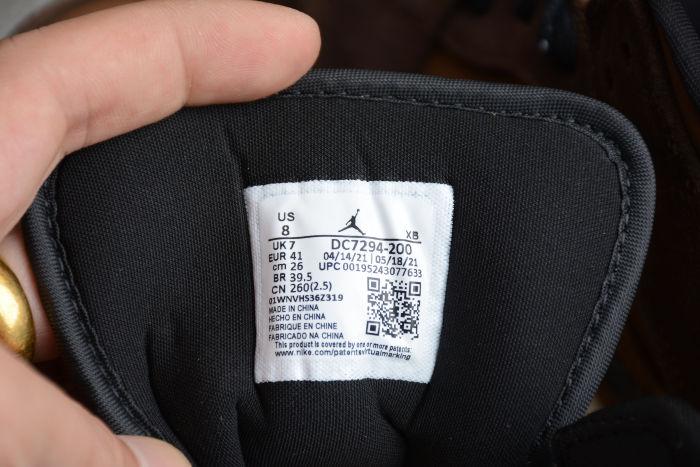 US
8
XB
UK 7
DC7294-200
EUR 41
04/14/21 | 05/18/21
cm 26
UPC 00195243077633
BR 39.5
CN 260(2.5)
01WNVHS36Z319
MADE IN CHINA
HECHO EN CHINA
FABRIQUE EN CHINE
FABRICADO NA CHINA
This product is covered by one or more patents:
www.nike.com/patentsvirtualmarking